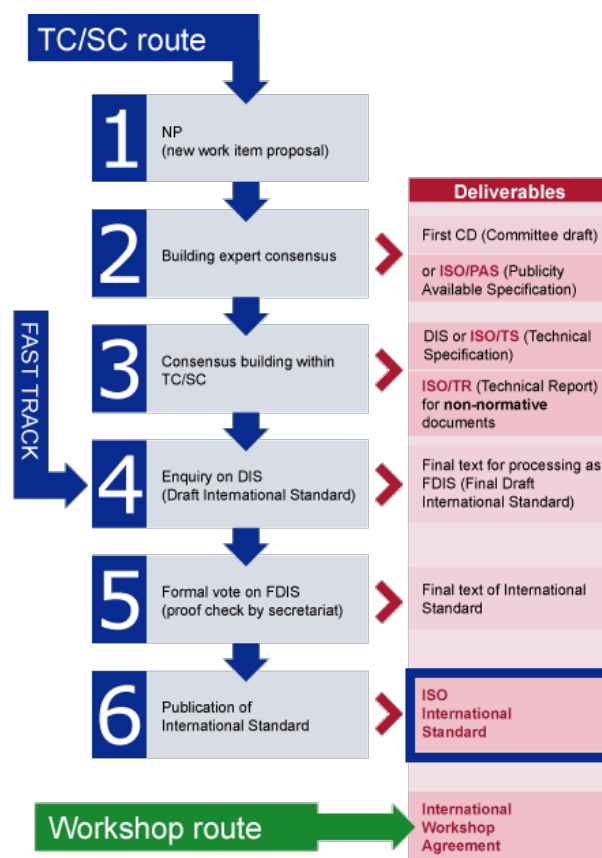 TC/SC route
1
NP
(new work item proposal)
Deliverables
2
Building expert consensus
First CD (Committee draft)
or ISO/PAS (Publicity
Available Specification)
FAST TRACK
3
Consensus building within
TC/SC
DIS or ISO/TS (Technical
Specification)
ISO/TR (Technical Report)
for non-normative
documents
4
Enquiry on DIS
(Draft International Standard)
Final text for processing as
FDIS (Final Draft
International Standard)
5
Formal vote on FDIS
(proof check by secretariat)
Final text of International
Standard
6
Publication of
International Standard
ISO
International
Standard
Workshop route
International
Workshop
Agreement